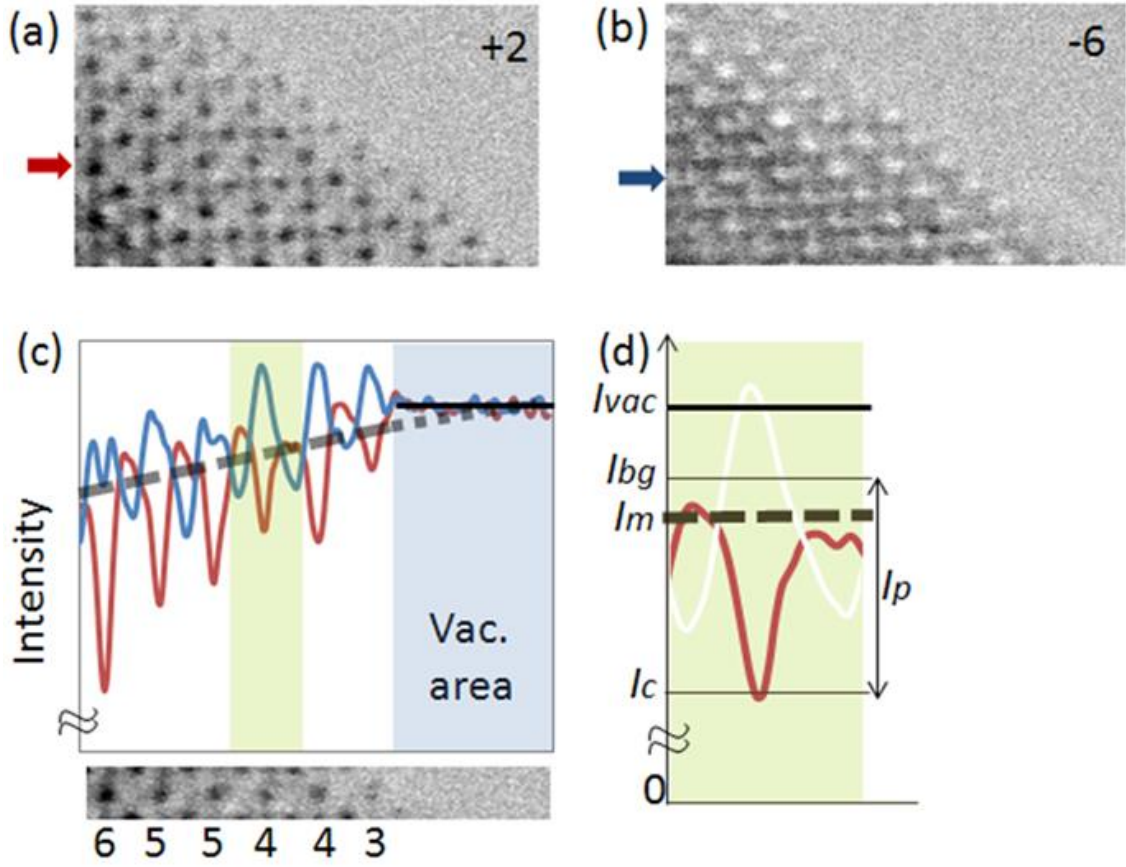 (a)
+2
(b)
-6
(c)
Intensity
Vac.
area
6 5 5 4 4 3
(d)
Ivac
Ibg
Im
Ip
Ic
0